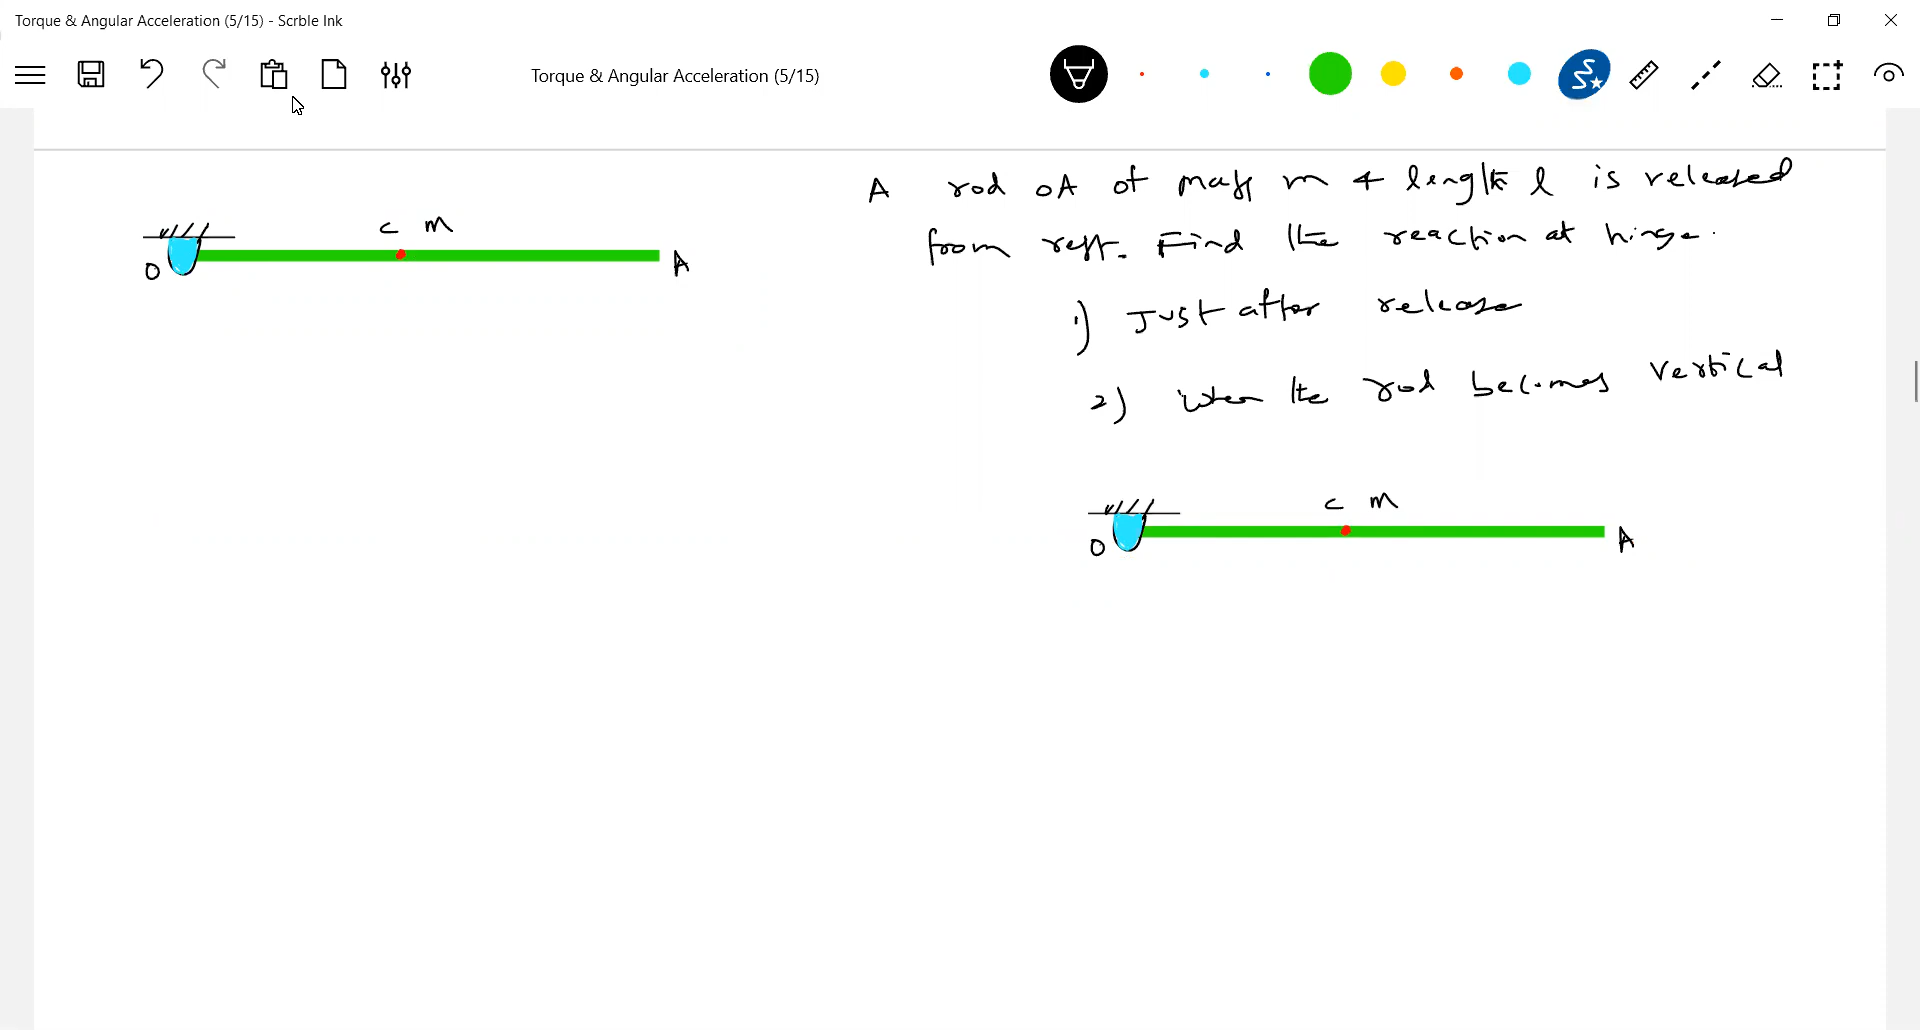 Torque & Angular Acceleration (5/15) - Scrble Ink
Torque & Angular Acceleration (5/15)
A rod OA of mass m & length l is released
from rest. Find the reaction at hinge.
1) Just after release
2) When the rod becomes vertical
C m
O A
C m
O A